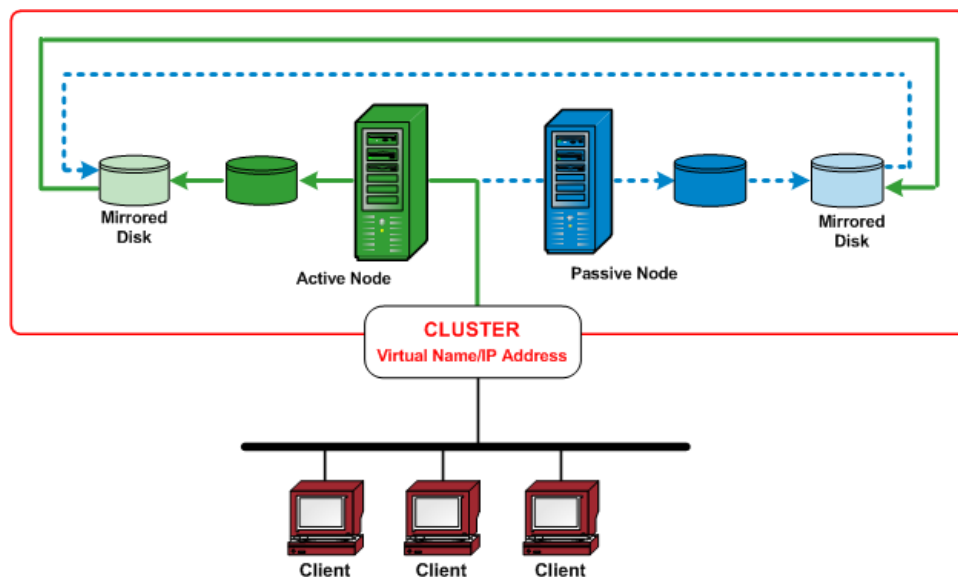 Mirrored
Disk
Active Node
Passive Node
Mirrored
Disk
CLUSTER
Virtual Name/IP Address
Client
Client
Client